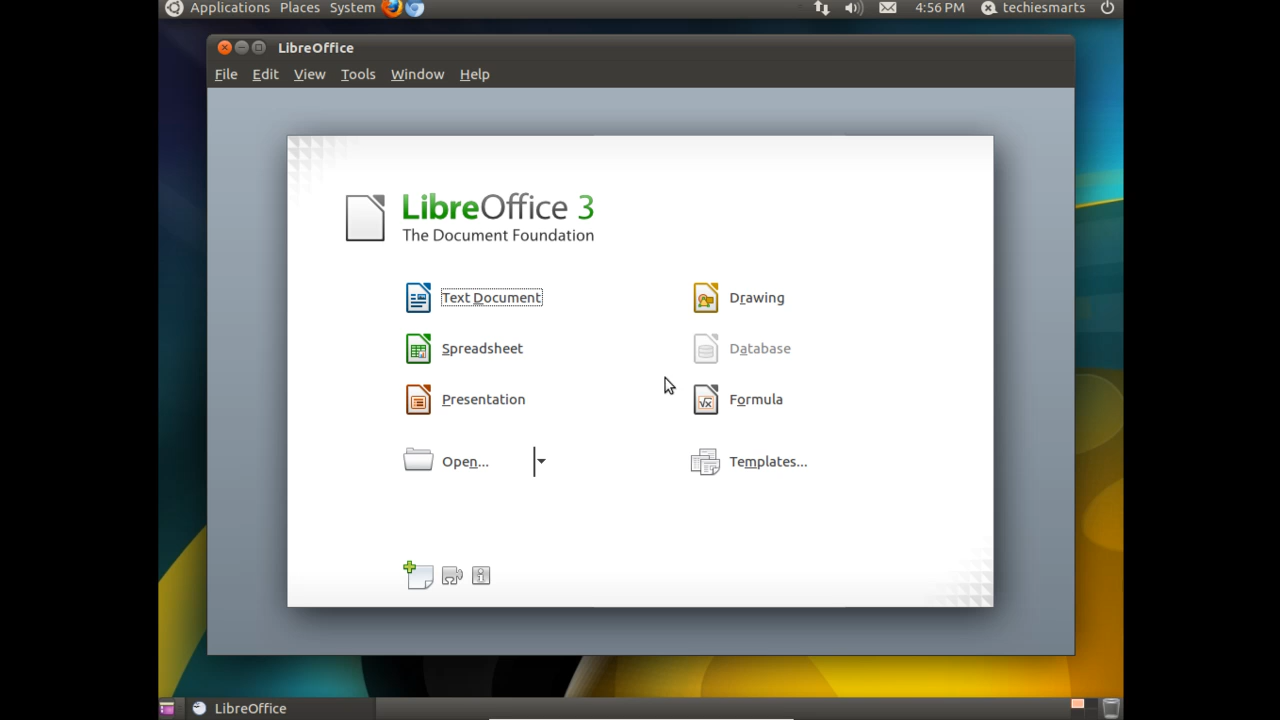 Applications Places System 4:56 PM techiesmarts
LibreOffice
File Edit View Tools Window Help
LibreOffice 3
The Document Foundation
Text Document Drawing
Spreadsheet Database
Presentation Formula
Open... Templates...
LibreOffice